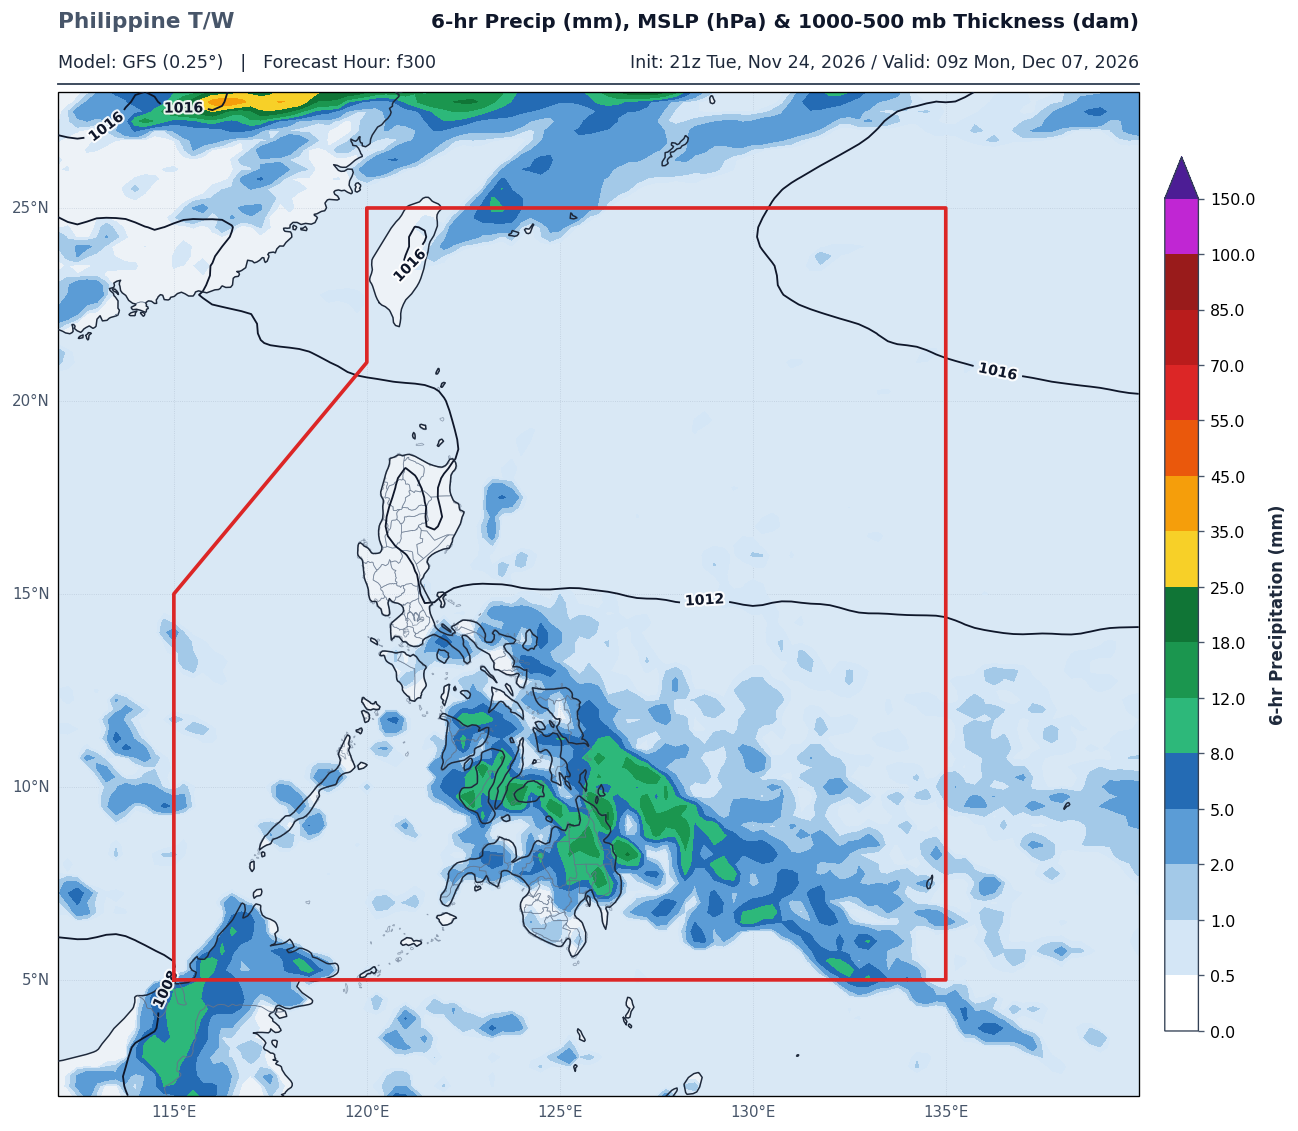 Philippine T/W
6-hr Precip (mm), MSLP (hPa) & 1000-500 mb Thickness (dam)
Model: GFS (0.25°) | Forecast Hour: f300
Init: 21z Tue, Nov 24, 2026 / Valid: 09z Mon, Dec 07, 2026
1016
1016
1016
1016
1012
1008
25°N
20°N
15°N
10°N
5°N
115°E
120°E
125°E
130°E
135°E
150.0
100.0
85.0
70.0
55.0
45.0
35.0
25.0
18.0
12.0
8.0
5.0
2.0
1.0
0.5
0.0
6-hr Precipitation (mm)